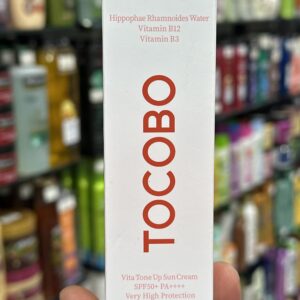 Hippophae Rhamnoides Water
Vitamin B12
Vitamin B3
TOCOBO
Vita Tone Up Sun Cream
SPF50+ PA++++
Very High Protection